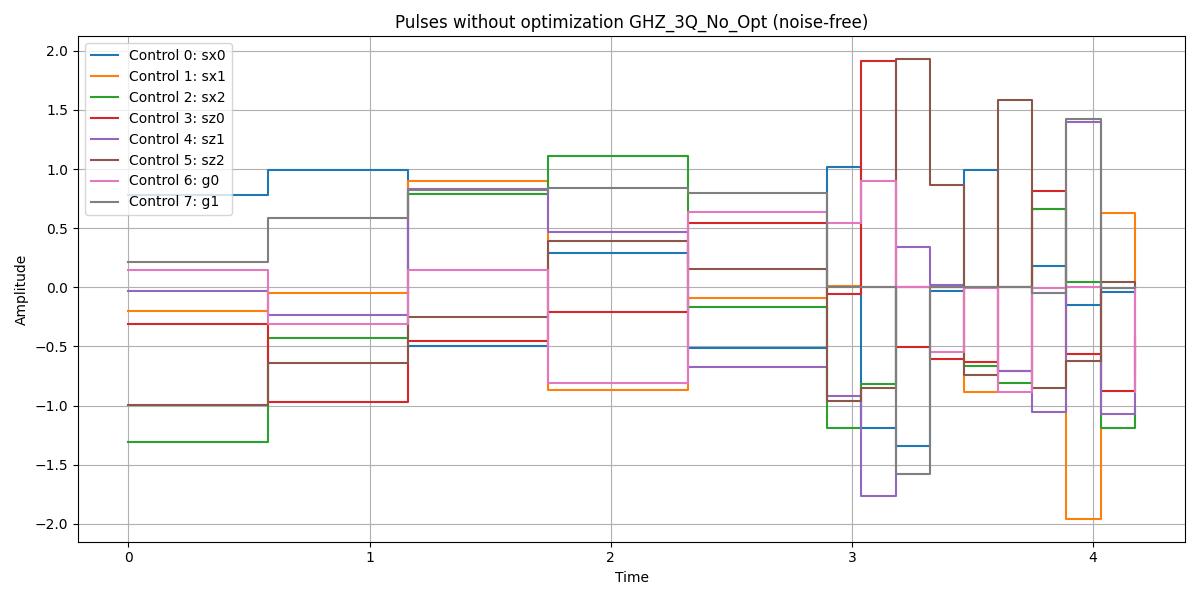 Pulses without optimization GHZ_3Q_No_Opt (noise-free)
Control 0: sx0
Control 1: sx1
Control 2: sx2
Control 3: sz0
Control 4: sz1
Control 5: sz2
Control 6: g0
Control 7: g1
Amplitude
2.0
1.5
1.0
0.5
0.0
−0.5
−1.0
−1.5
−2.0
0 1 2 3 4
Time